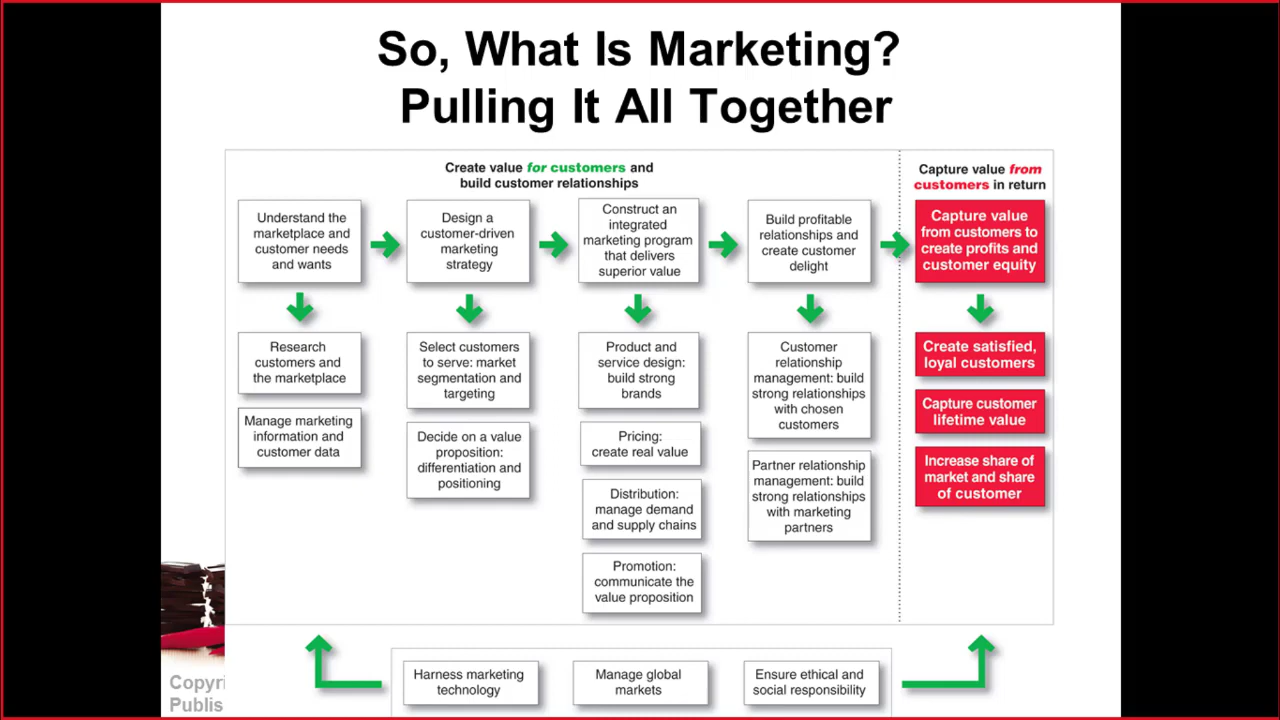 So, What Is Marketing?
Pulling It All Together
Create value for customers and
build customer relationships
Capture value from
customers in return
Understand the
marketplace and
customer needs
and wants
Design a
customer-driven
marketing
strategy
Construct an
integrated
marketing program
that delivers
superior value
Build profitable
relationships and
create customer
delight
Capture value
from customers to
create profits and
customer equity
Research
customers and
the marketplace
Manage marketing
information and
customer data
Select customers
to serve: market
segmentation and
targeting
Decide on a value
proposition:
differentiation and
positioning
Product and
service design:
build strong
brands
Pricing:
create real value
Distribution:
manage demand
and supply chains
Promotion:
communicate the
value proposition
Customer
relationship
management: build
strong relationships
with chosen
customers
Partner relationship
management: build
strong relationships
with marketing
partners
Create satisfied,
loyal customers
Capture customer
lifetime value
Increase share of
market and share
of customer
Harness marketing
technology
Manage global
markets
Ensure ethical and
social responsibility
Copyri
Publis